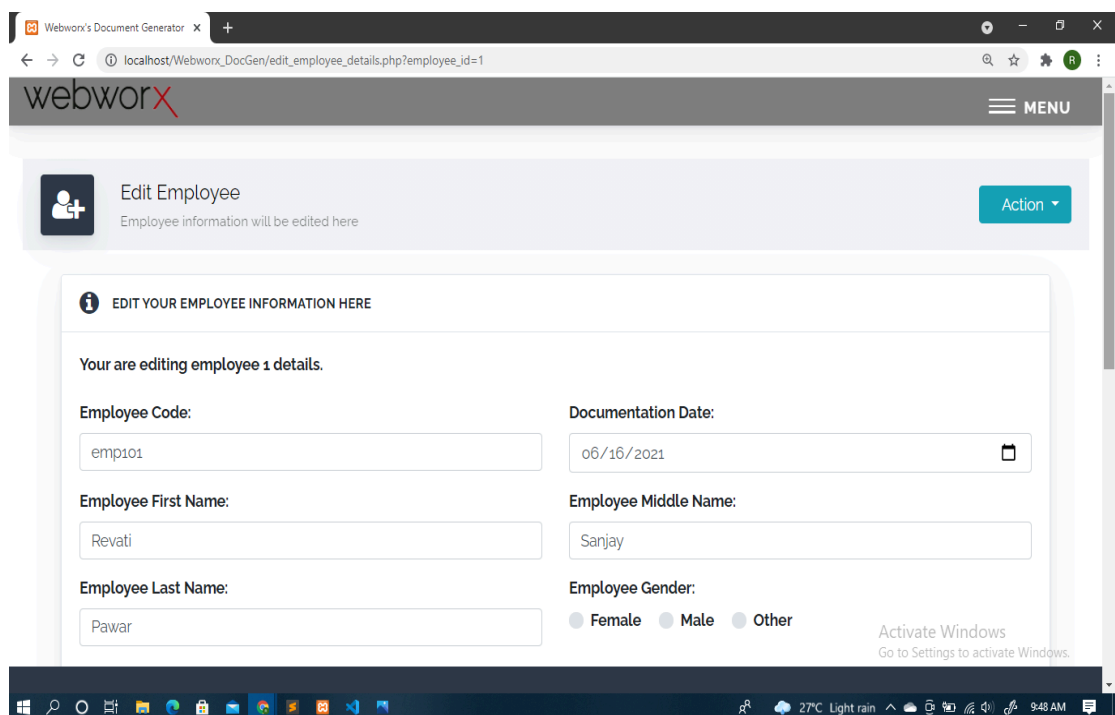 Webworx's Document Generator
localhost/Webworx_DocGen/edit_employee_details.php?employee_id=1
R
webworx
MENU
Edit Employee
Employee information will be edited here
Action
EDIT YOUR EMPLOYEE INFORMATION HERE
Your are editing employee 1 details.
Employee Code:
Documentation Date:
emp101
06/16/2021
Employee First Name:
Employee Middle Name:
Revati
Sanjay
Employee Last Name:
Employee Gender:
Pawar
Female Male Other
Activate Windows
Go to Settings to activate Windows.
27°C Light rain
9:48 AM